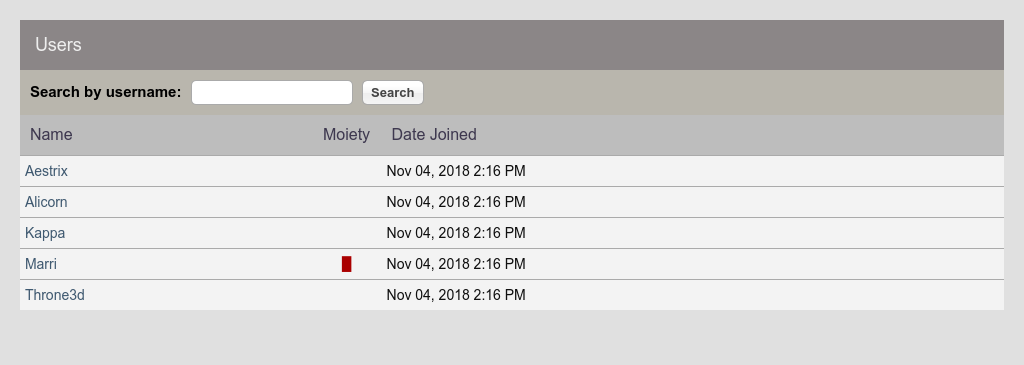 Users
Search by username: Search
Name Moiety Date Joined
Aestrix Nov 04, 2018 2:16 PM
Alicorn Nov 04, 2018 2:16 PM
Kappa Nov 04, 2018 2:16 PM
Marri Nov 04, 2018 2:16 PM
Throne3d Nov 04, 2018 2:16 PM